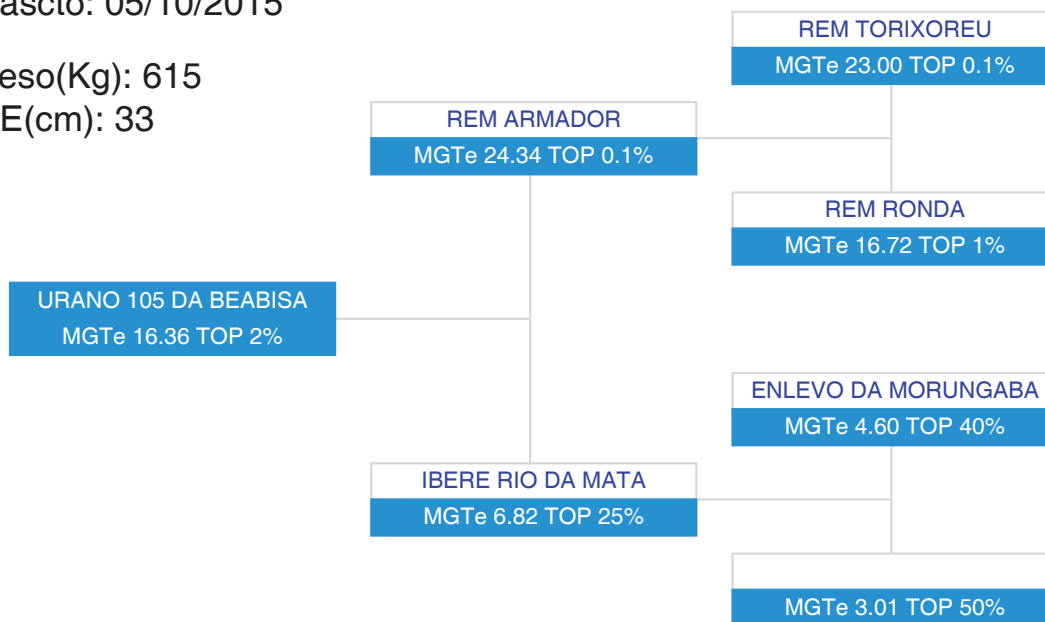 ascto: 05/10/2015
eso(Kg): 615
E(cm): 33
REM TORIXOREU
MGTe 23.00 TOP 0.1%
REM ARMADOR
MGTe 24.34 TOP 0.1%
REM RONDA
MGTe 16.72 TOP 1%
URANO 105 DA BEABISA
MGTe 16.36 TOP 2%
ENLEVO DA MORUNGABA
MGTe 4.60 TOP 40%
IBERE RIO DA MATA
MGTe 6.82 TOP 25%
MGTe 3.01 TOP 50%